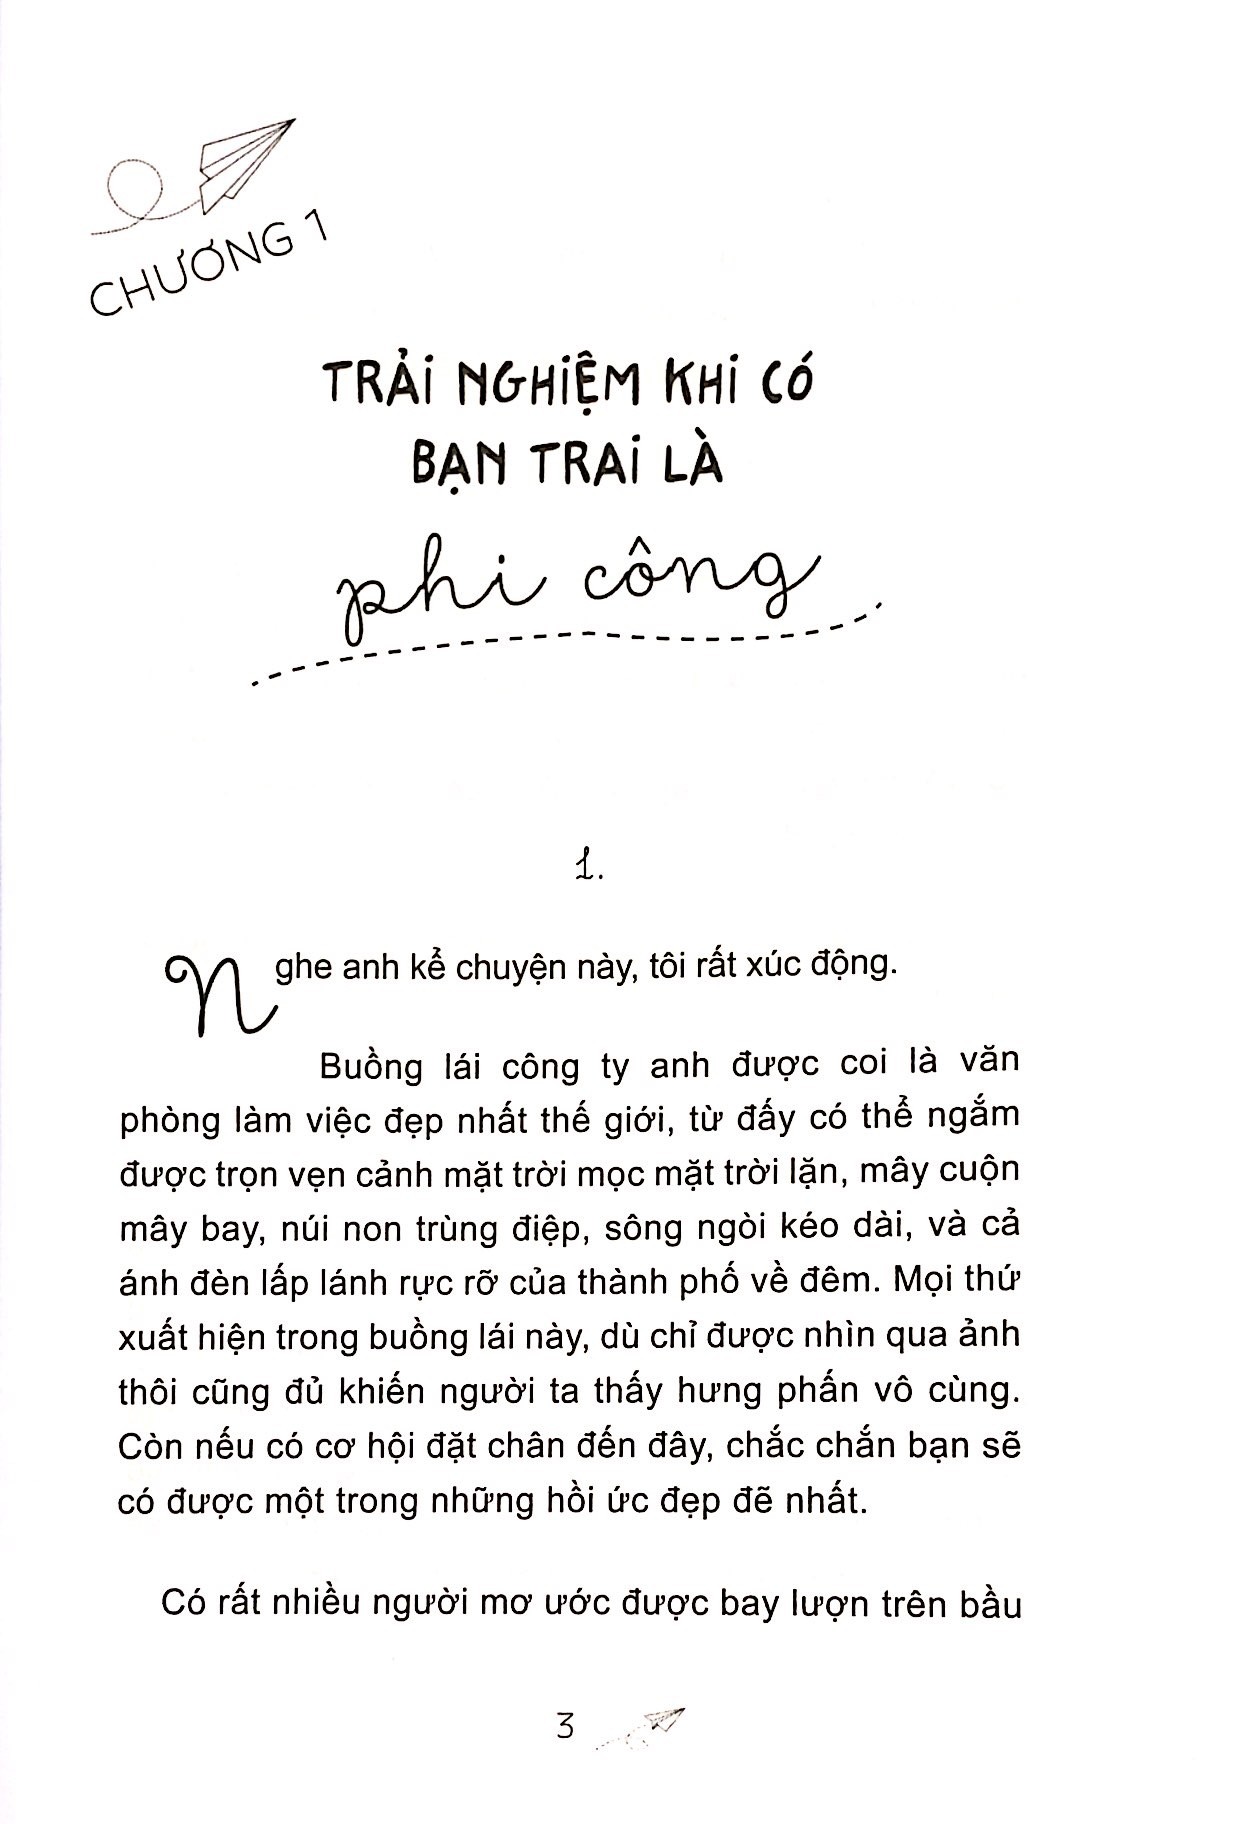 CHƯƠNG 1
TRẢI NGHIỆM KHI CÓ
BẠN TRAI LÀ
phi công
1.
Nghe anh kể chuyện này, tôi rất xúc động.
Buồng lái công ty anh được coi là văn
phòng làm việc đẹp nhất thế giới, từ đấy có thể ngắm
được trọn vẹn cảnh mặt trời mọc mặt trời lặn, mây cuộn
mây bay, núi non trùng điệp, sông ngòi kéo dài, và cả
ánh đèn lấp lánh rực rỡ của thành phố về đêm. Mọi thứ
xuất hiện trong buồng lái này, dù chỉ được nhìn qua ảnh
thôi cũng đủ khiến người ta thấy hưng phấn vô cùng.
Còn nếu có cơ hội đặt chân đến đây, chắc chắn bạn sẽ
có được một trong những hồi ức đẹp đẽ nhất.
Có rất nhiều người mơ ước được bay lượn trên bầu
3